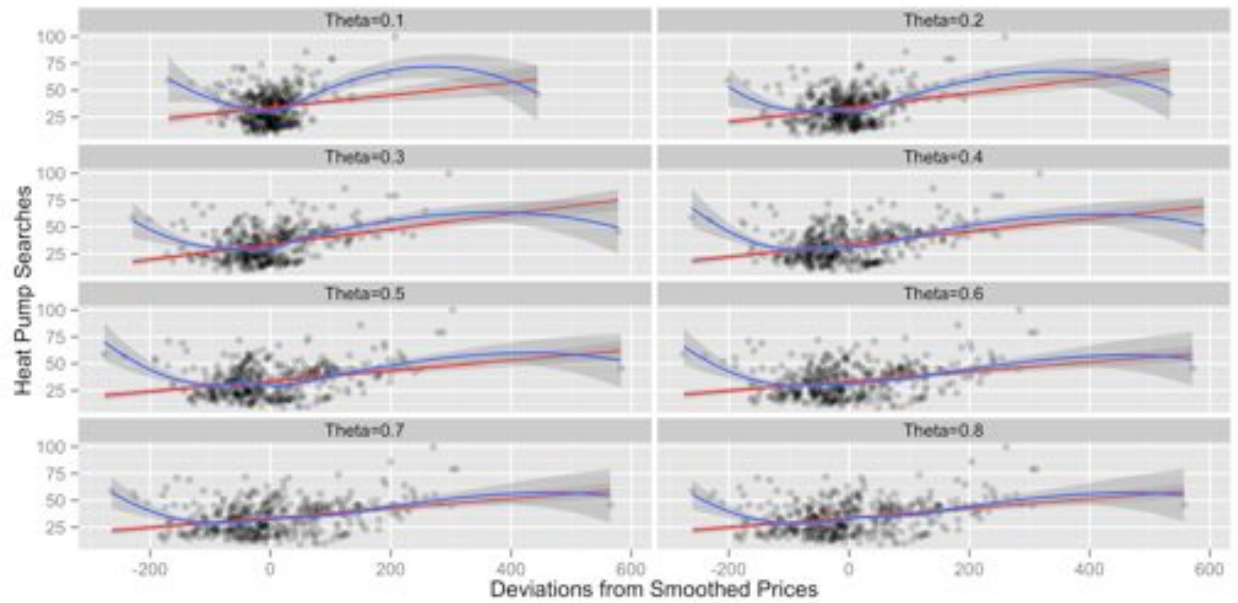 Theta=0.1
Theta=0.2
100
75
50
25
Theta=0.3
Theta=0.4
100
75
50
25
Theta=0.5
Theta=0.6
100
75
50
25
Theta=0.7
Theta=0.8
100
75
50
25
Heat Pump Searches
-200 0 200 400 600
-200 0 200 400 600
Deviations from Smoothed Prices